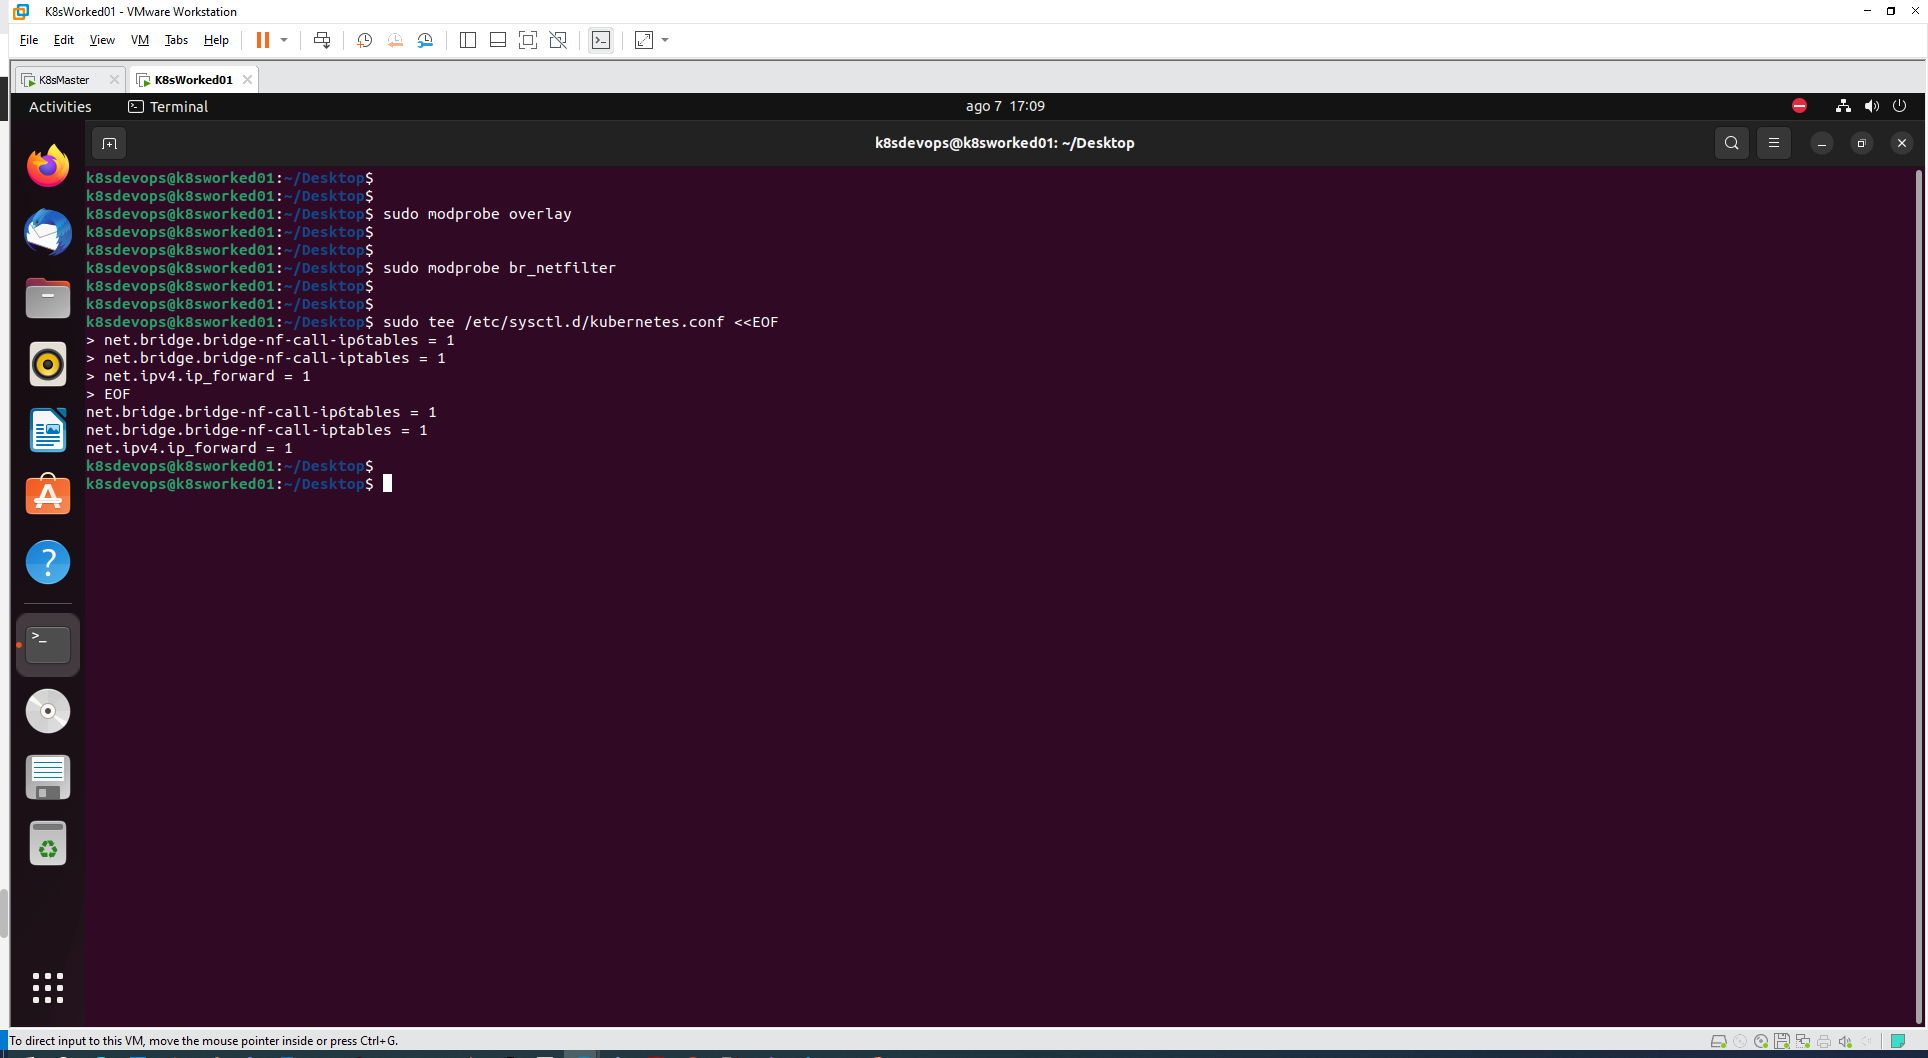 K8sWorked01 - VMware Workstation
File Edit View VM Tabs Help
K8sMaster K8sWorked01
Activities Terminal ago 7 17:09
k8sdevops@k8sworked01: ~/Desktop
k8sdevops@k8sworked01:~/Desktop$
k8sdevops@k8sworked01:~/Desktop$
k8sdevops@k8sworked01:~/Desktop$ sudo modprobe overlay
k8sdevops@k8sworked01:~/Desktop$
k8sdevops@k8sworked01:~/Desktop$
k8sdevops@k8sworked01:~/Desktop$ sudo modprobe br_netfilter
k8sdevops@k8sworked01:~/Desktop$
k8sdevops@k8sworked01:~/Desktop$
k8sdevops@k8sworked01:~/Desktop$ sudo tee /etc/sysctl.d/kubernetes.conf <<EOF
> net.bridge.bridge-nf-call-ip6tables = 1
> net.bridge.bridge-nf-call-iptables = 1
> net.ipv4.ip_forward = 1
> EOF
net.bridge.bridge-nf-call-ip6tables = 1
net.bridge.bridge-nf-call-iptables = 1
net.ipv4.ip_forward = 1
k8sdevops@k8sworked01:~/Desktop$
k8sdevops@k8sworked01:~/Desktop$
To direct input to this VM, move the mouse pointer inside or press Ctrl+G.